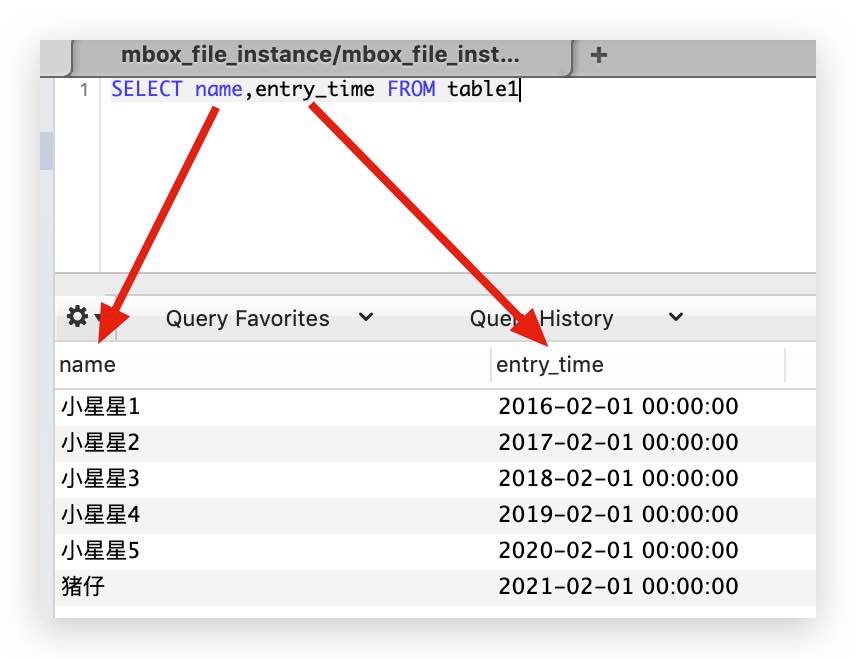 mbox_file_instance/mbox_file_inst...
1 SELECT name,entry_time FROM table1
Query Favorites Query History
name entry_time
小星星1 2016-02-01 00:00:00
小星星2 2017-02-01 00:00:00
小星星3 2018-02-01 00:00:00
小星星4 2019-02-01 00:00:00
小星星5 2020-02-01 00:00:00
猪仔 2021-02-01 00:00:00